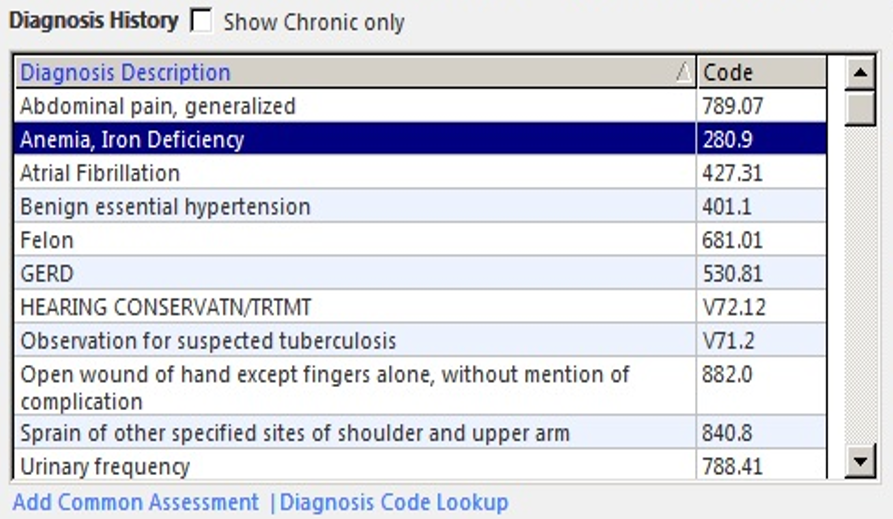 Diagnosis History Show Chronic only
Diagnosis Description Code
Abdominal pain, generalized 789.07
Anemia, Iron Deficiency 280.9
Atrial Fibrillation 427.31
Benign essential hypertension 401.1
Felon 681.01
GERD 530.81
HEARING CONSERVATN/TRTMT V72.12
Observation for suspected tuberculosis V71.2
Open wound of hand except fingers alone, without mention of 882.0
complication
Sprain of other specified sites of shoulder and upper arm 840.8
Urinary frequency 788.41
Add Common Assessment | Diagnosis Code Lookup